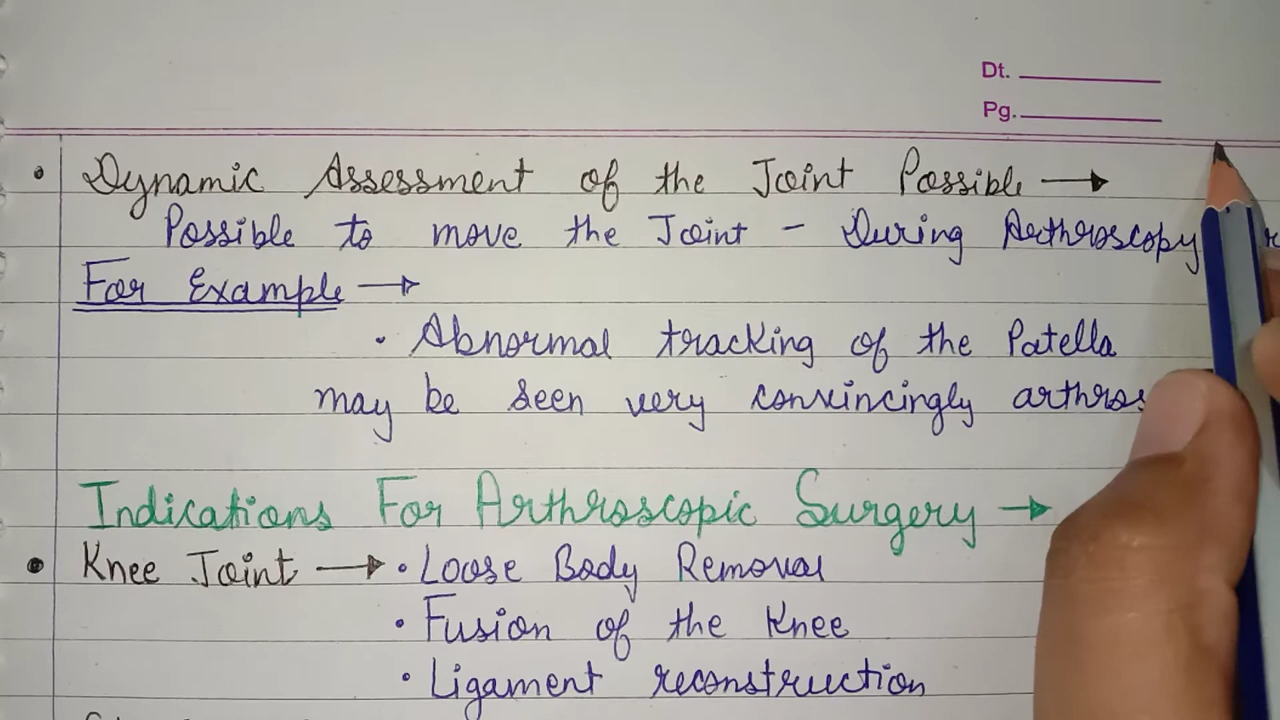 Dt.
Pg.
• Dynamic Assessment of the Joint Possible →
Possible to move the Joint - During Arthroscopy
For Example →
• Abnormal tracking of the Patella
may be seen very convincingly arthros
Indications For Arthroscopic Surgery →
• Knee Joint → • Loose Body Removal
• Fusion of the Knee
• Ligament reconstruction